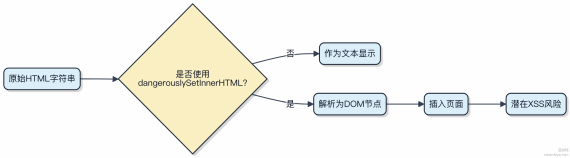 原始HTML字符串
是否使用
dangerouslySetInnerHTML?
否
作为文本显示
是
解析为DOM节点
插入页面
潜在XSS风险